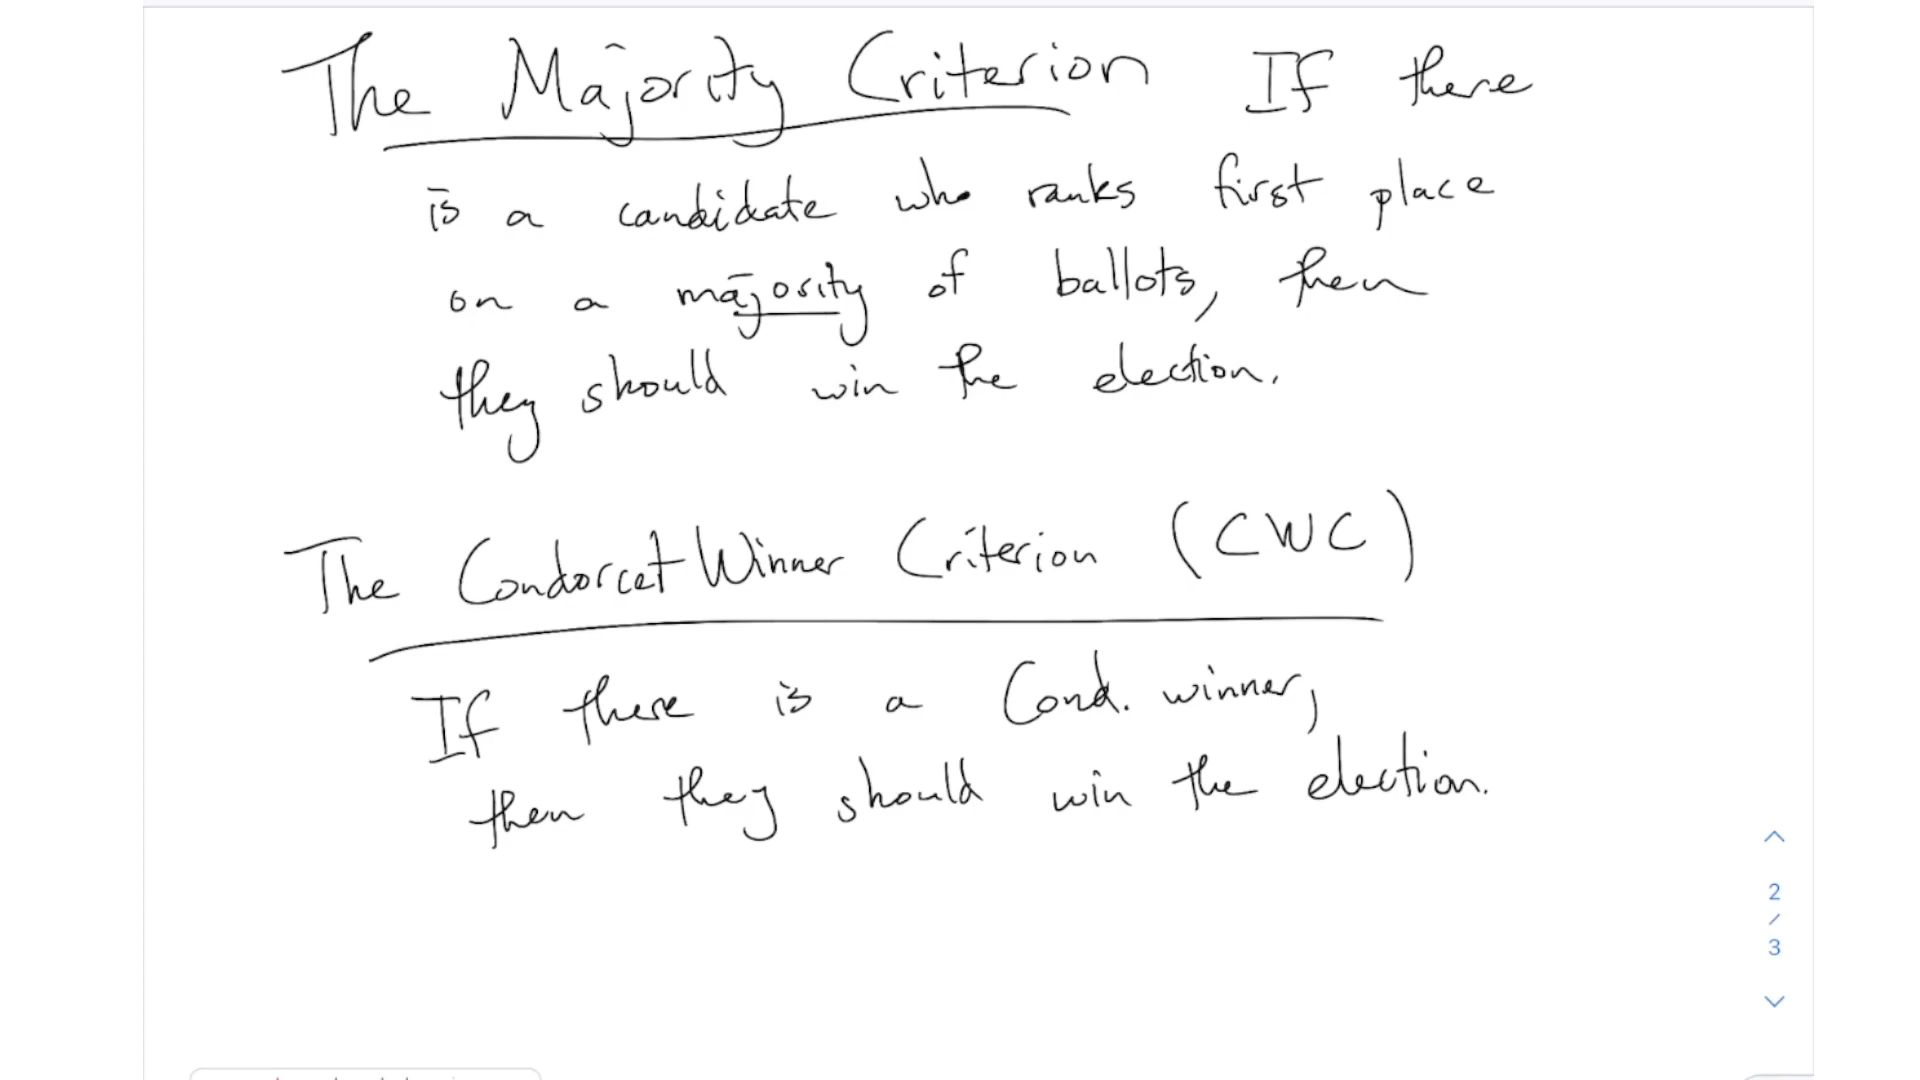 The Majority Criterion If there
is a candidate who ranks first place
on a majority of ballots, then
they should win the election.
The Condorcet Winner Criterion (CWC)
If there is a Cond. winner,
then they should win the election.
2
/
3